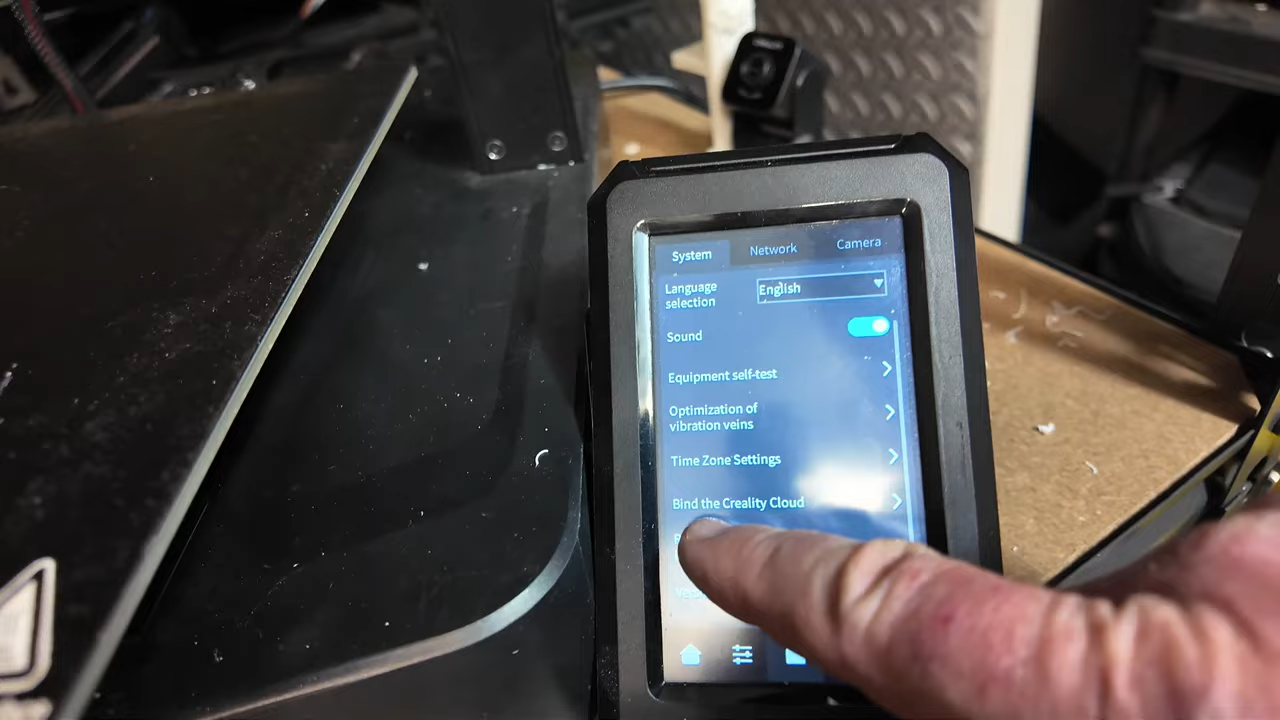 System
Network
Camera
Language
selection
English
Sound
Equipment self-test
Optimization of
vibration veins
Time Zone Settings
Bind the Creality Cloud